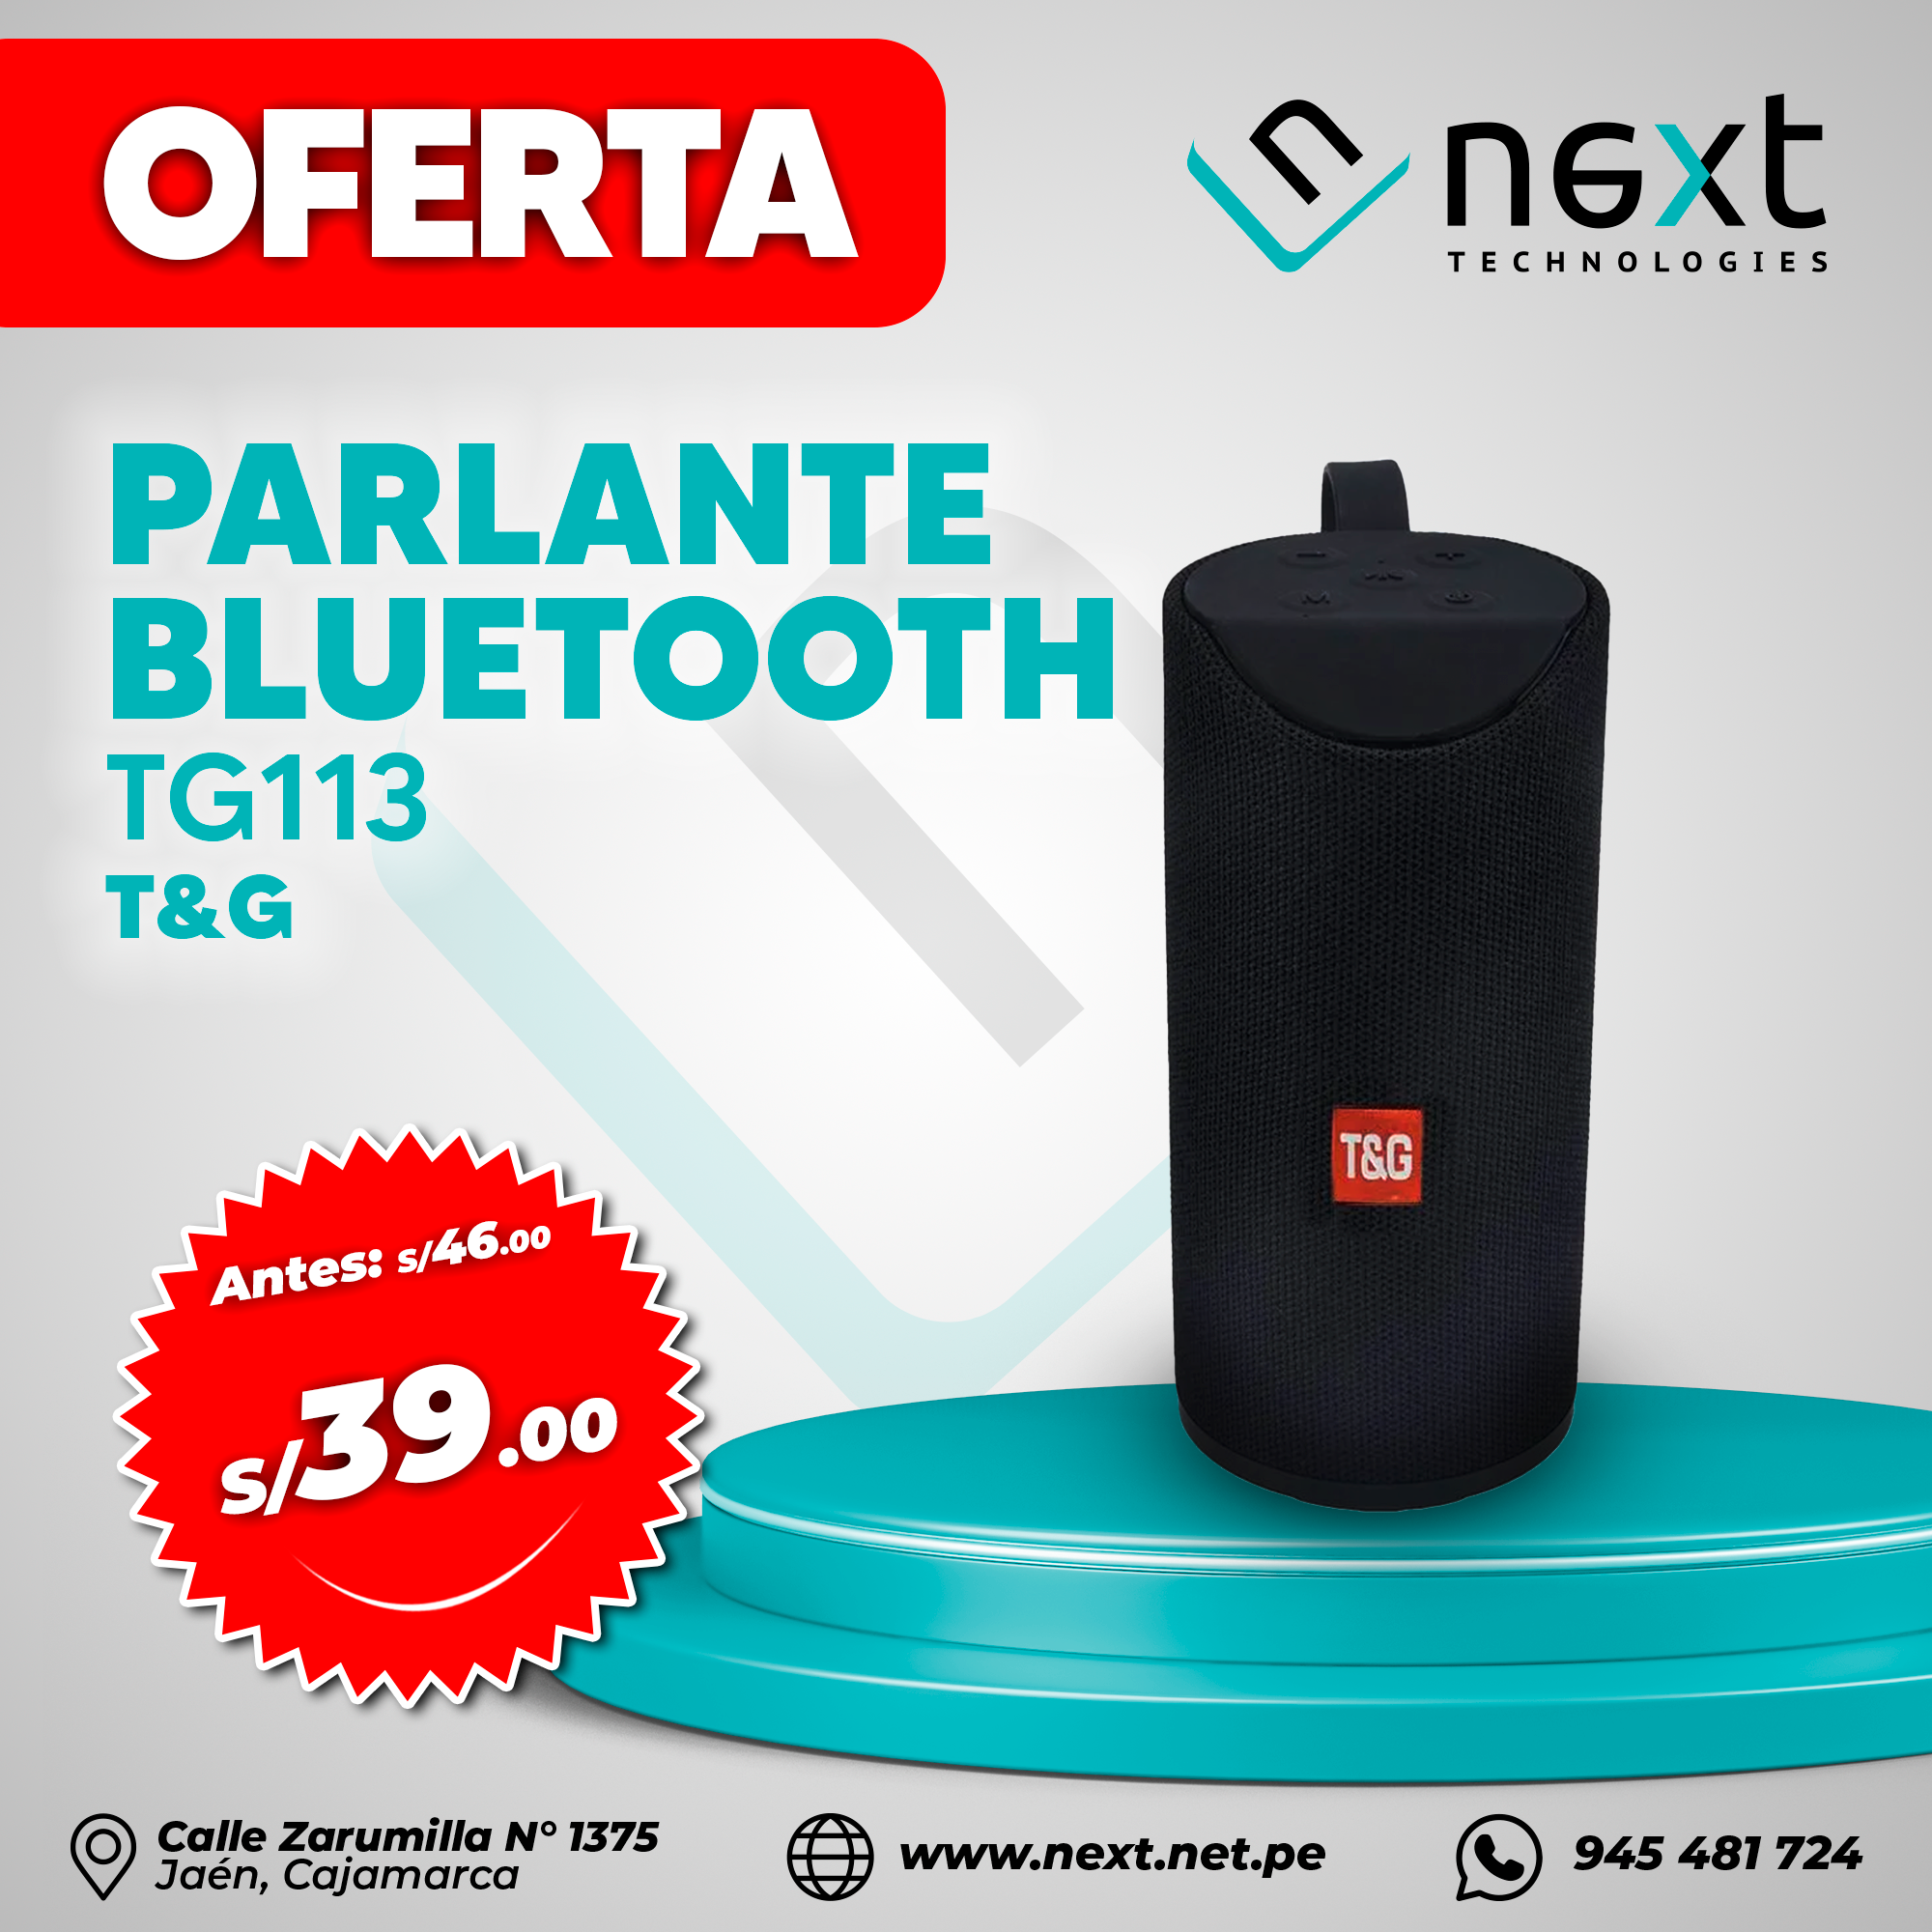 OFERTA
next
TECHNOLOGIES
PARLANTE
BLUETOOTH
TG113
T&G
M
T&G
Antes: s/46.00
s/39.00
Calle Zarumilla N° 1375
Jaén, Cajamarca
www.next.net.pe
945 481 724